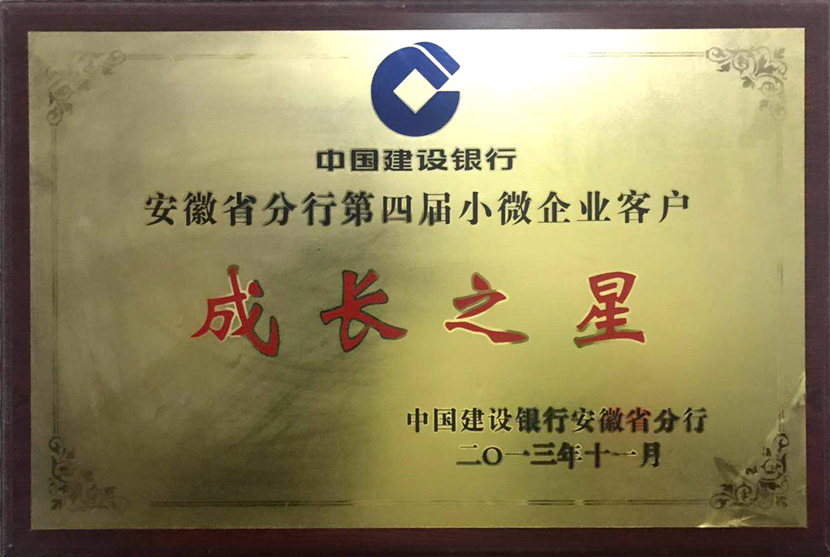 中国建设银行
安徽省分行第四届小微企业客户
成长之星
中国建设银行安徽省分行
二〇一三年十一月